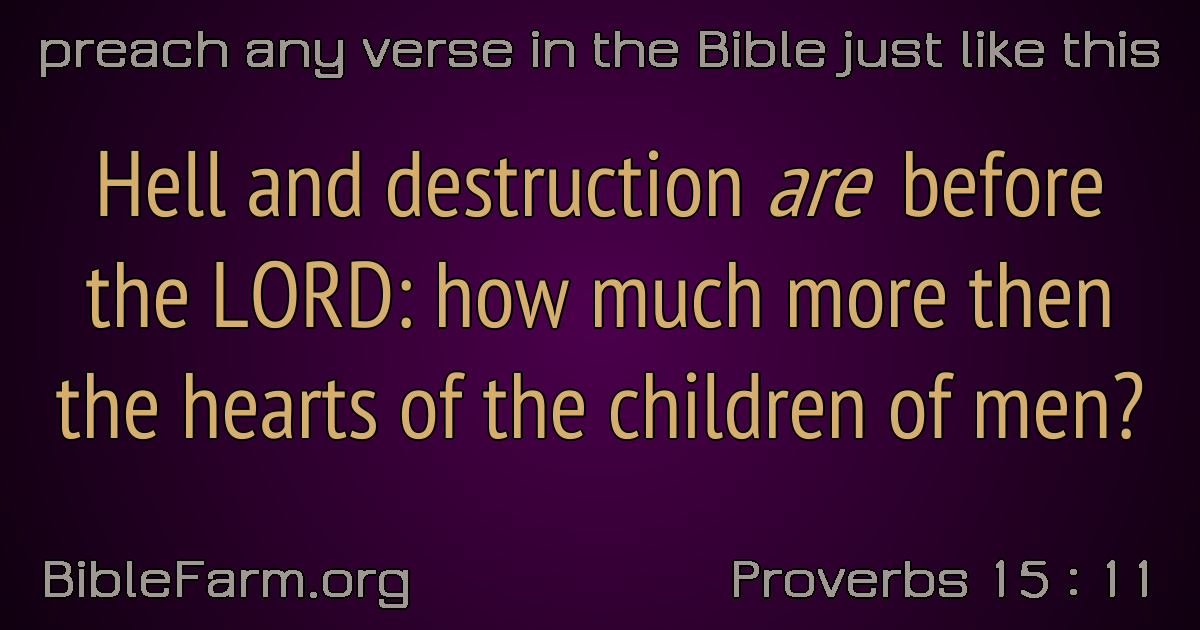 preach any verse in the Bible just like this
Hell and destruction are before
the LORD: how much more then
the hearts of the children of men?
BibleFarm.org
Proverbs 15 : 11